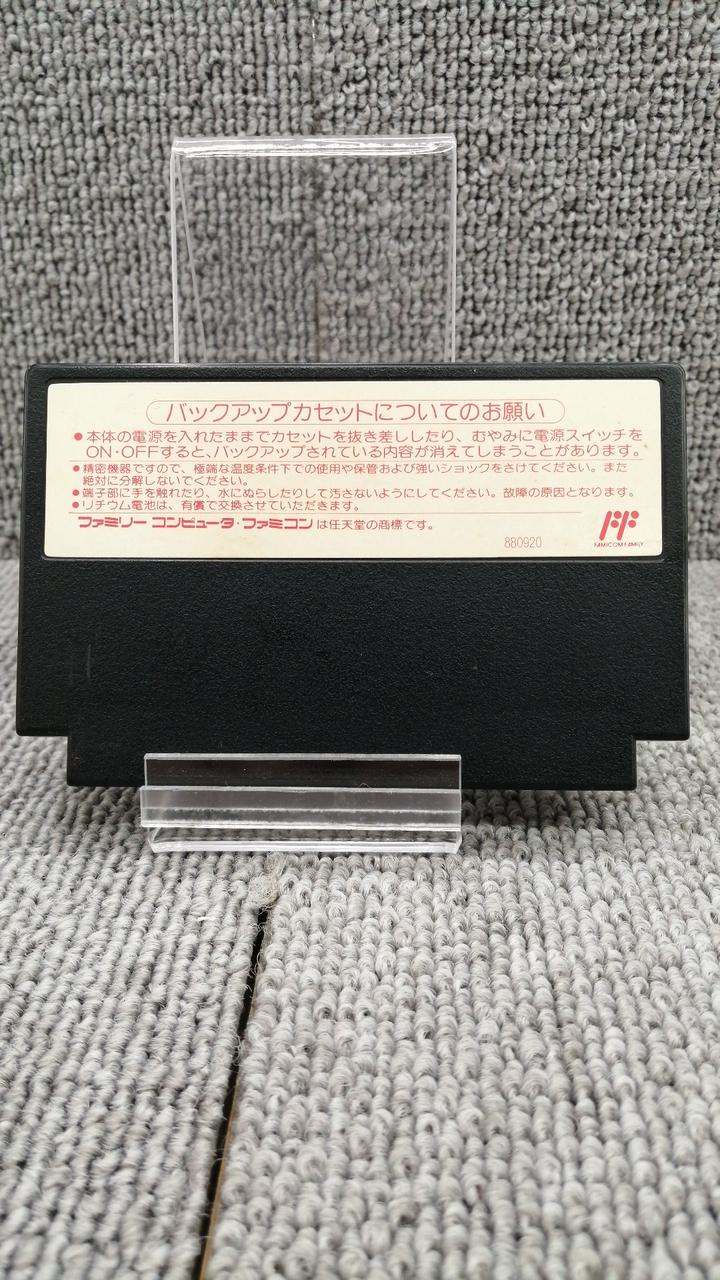 バックアップカセットについてのお願い
●本体の電源を入れたままでカセットを抜き差ししたり、むやみに電源スイッチを
ON・OFFすると、バックアップされている内容が消えてしまうことがあります。
●精密機器ですので、極端な温度条件下での使用や保管および強いショックをさけてください。また
絶対に分解しないでください。
●端子部に手を触れたり、水にぬらしたりして汚さないようにしてください。故障の原因となります。
●リチウム電池は、有償で交換させていただきます。
ファミリー コンピュータ・ファミコンは任天堂の商標です。
880920
FAMICOM FAMILY